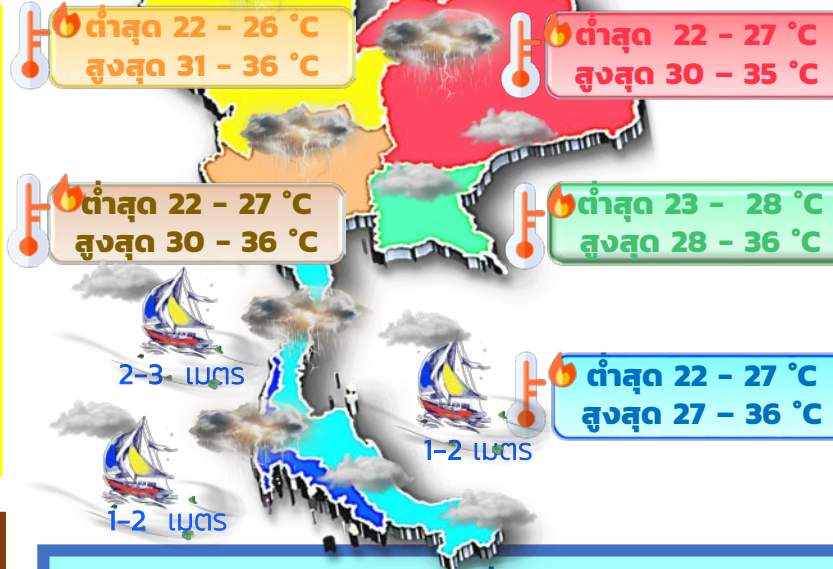 ต่ำสุด 22 - 26 °C
สูงสุด 31 - 36 °C
ต่ำสุด 22 - 27 °C
สูงสุด 30 – 35 °C
ต่ำสุด 22 - 27 °C
สูงสุด 30 - 36 °C
ต่ำสุด 23 - 28 °C
สูงสุด 28 - 36 °C
2-3 เมตร
ต่ำสุด 22 - 27 °C
สูงสุด 27 – 36 °C
1-2 เมตร
1-2 เมตร